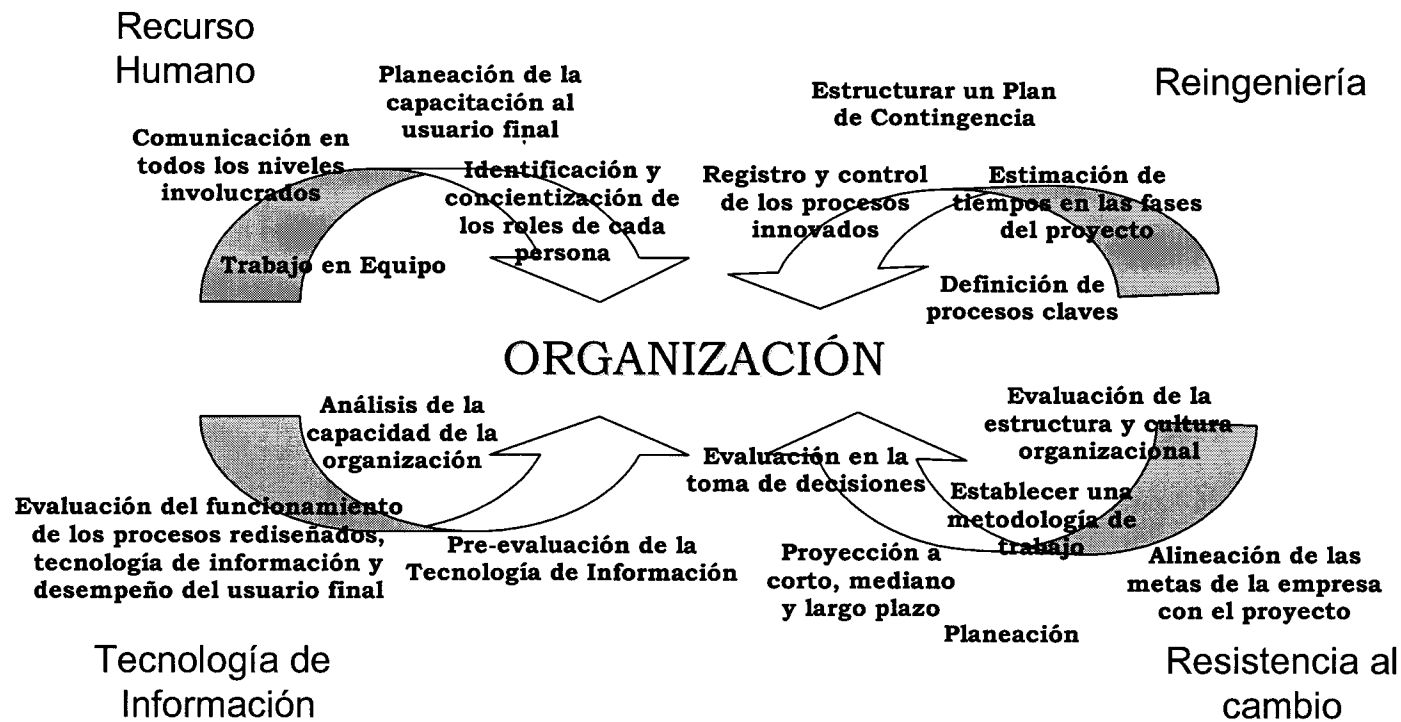 Recurso
Humano
Planeación de la
capacitación al
usuario final
Comunicación en
todos los niveles
involucrados
Identificación y
concientización de
los roles de cada
persona
Trabajo en Equipo
Reingeniería
Estructurar un Plan
de Contingencia
Registro y control
de los procesos
innovados
Estimación de
tiempos en las fases
del proyecto
Definición de
procesos claves
ORGANIZACIÓN
Análisis de la
capacidad de la
organización
Evaluación del funcionamiento
de los procesos rediseñados,
tecnología de información y
desempeño del usuario final
Pre-evaluación de la
Tecnología de Información
Tecnología de
Información
Evaluación de la
estructura y cultura
organizacional
Evaluación en la
toma de decisiones
Establecer una
metodología de
trabajo
Proyección a
corto, mediano
y largo plazo
Alineación de las
metas de la empresa
con el proyecto
Planeación
Resistencia al
cambio